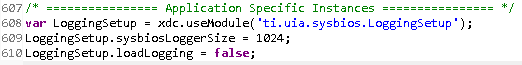 607 /* ================ Application Specific Instances ================ */
608 var LoggingSetup = xdc.useModule('ti.uia.sysbios.LoggingSetup');
609 LoggingSetup.sysbiosLoggerSize = 1024;
610 LoggingSetup.loadLogging = false;